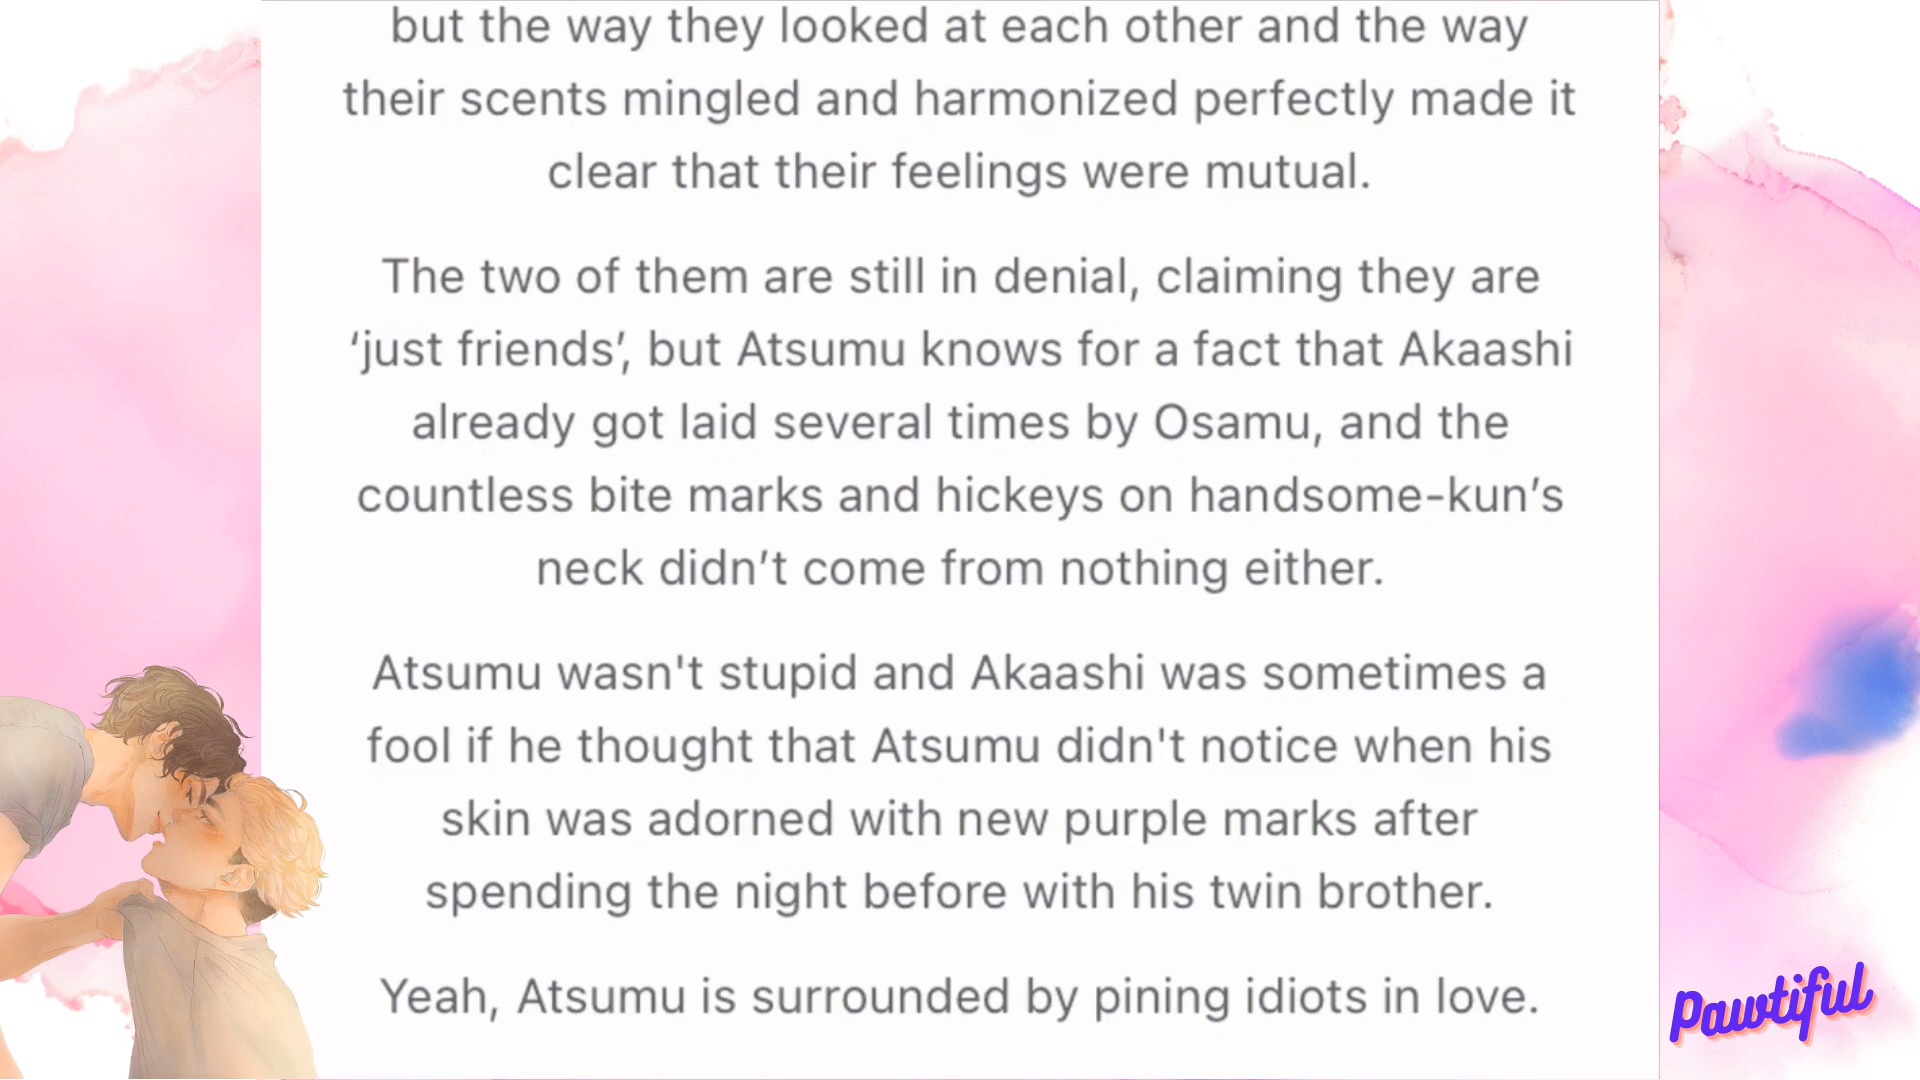 but the way they looked at each other and the way
their scents mingled and harmonized perfectly made it
clear that their feelings were mutual.
The two of them are still in denial, claiming they are
‘just friends’, but Atsumu knows for a fact that Akaashi
already got laid several times by Osamu, and the
countless bite marks and hickeys on handsome-kun’s
neck didn’t come from nothing either.
Atsumu wasn't stupid and Akaashi was sometimes a
fool if he thought that Atsumu didn't notice when his
skin was adorned with new purple marks after
spending the night before with his twin brother.
Yeah, Atsumu is surrounded by pining idiots in love.
Pawtiful